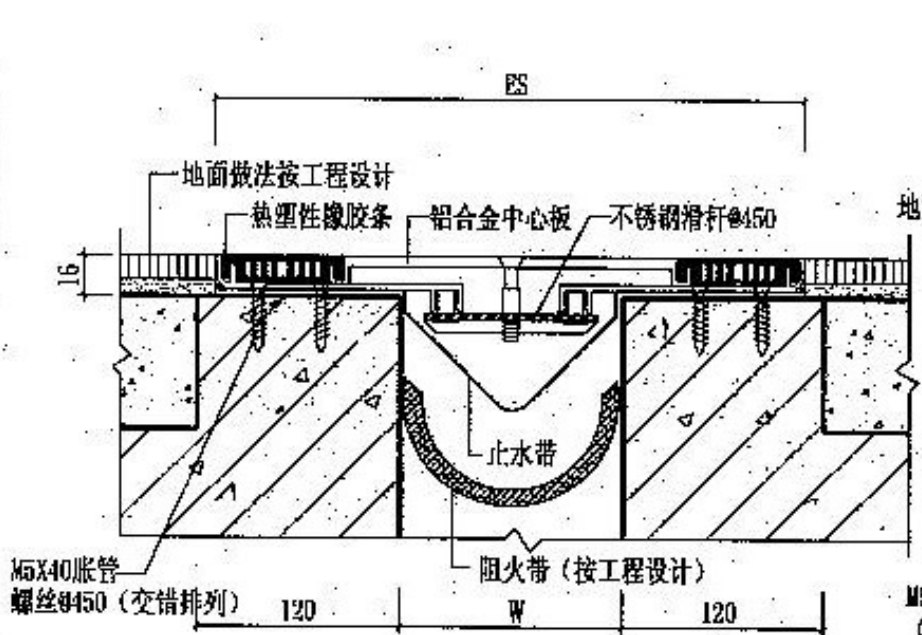 ES
地面做法按工程设计
热塑性橡胶条
铝合金中心板
不锈钢滑杆@450
地
16
止水带
阻火带（按工程设计）
M5X40胀管
螺丝@450（交错排列）
120
W
120